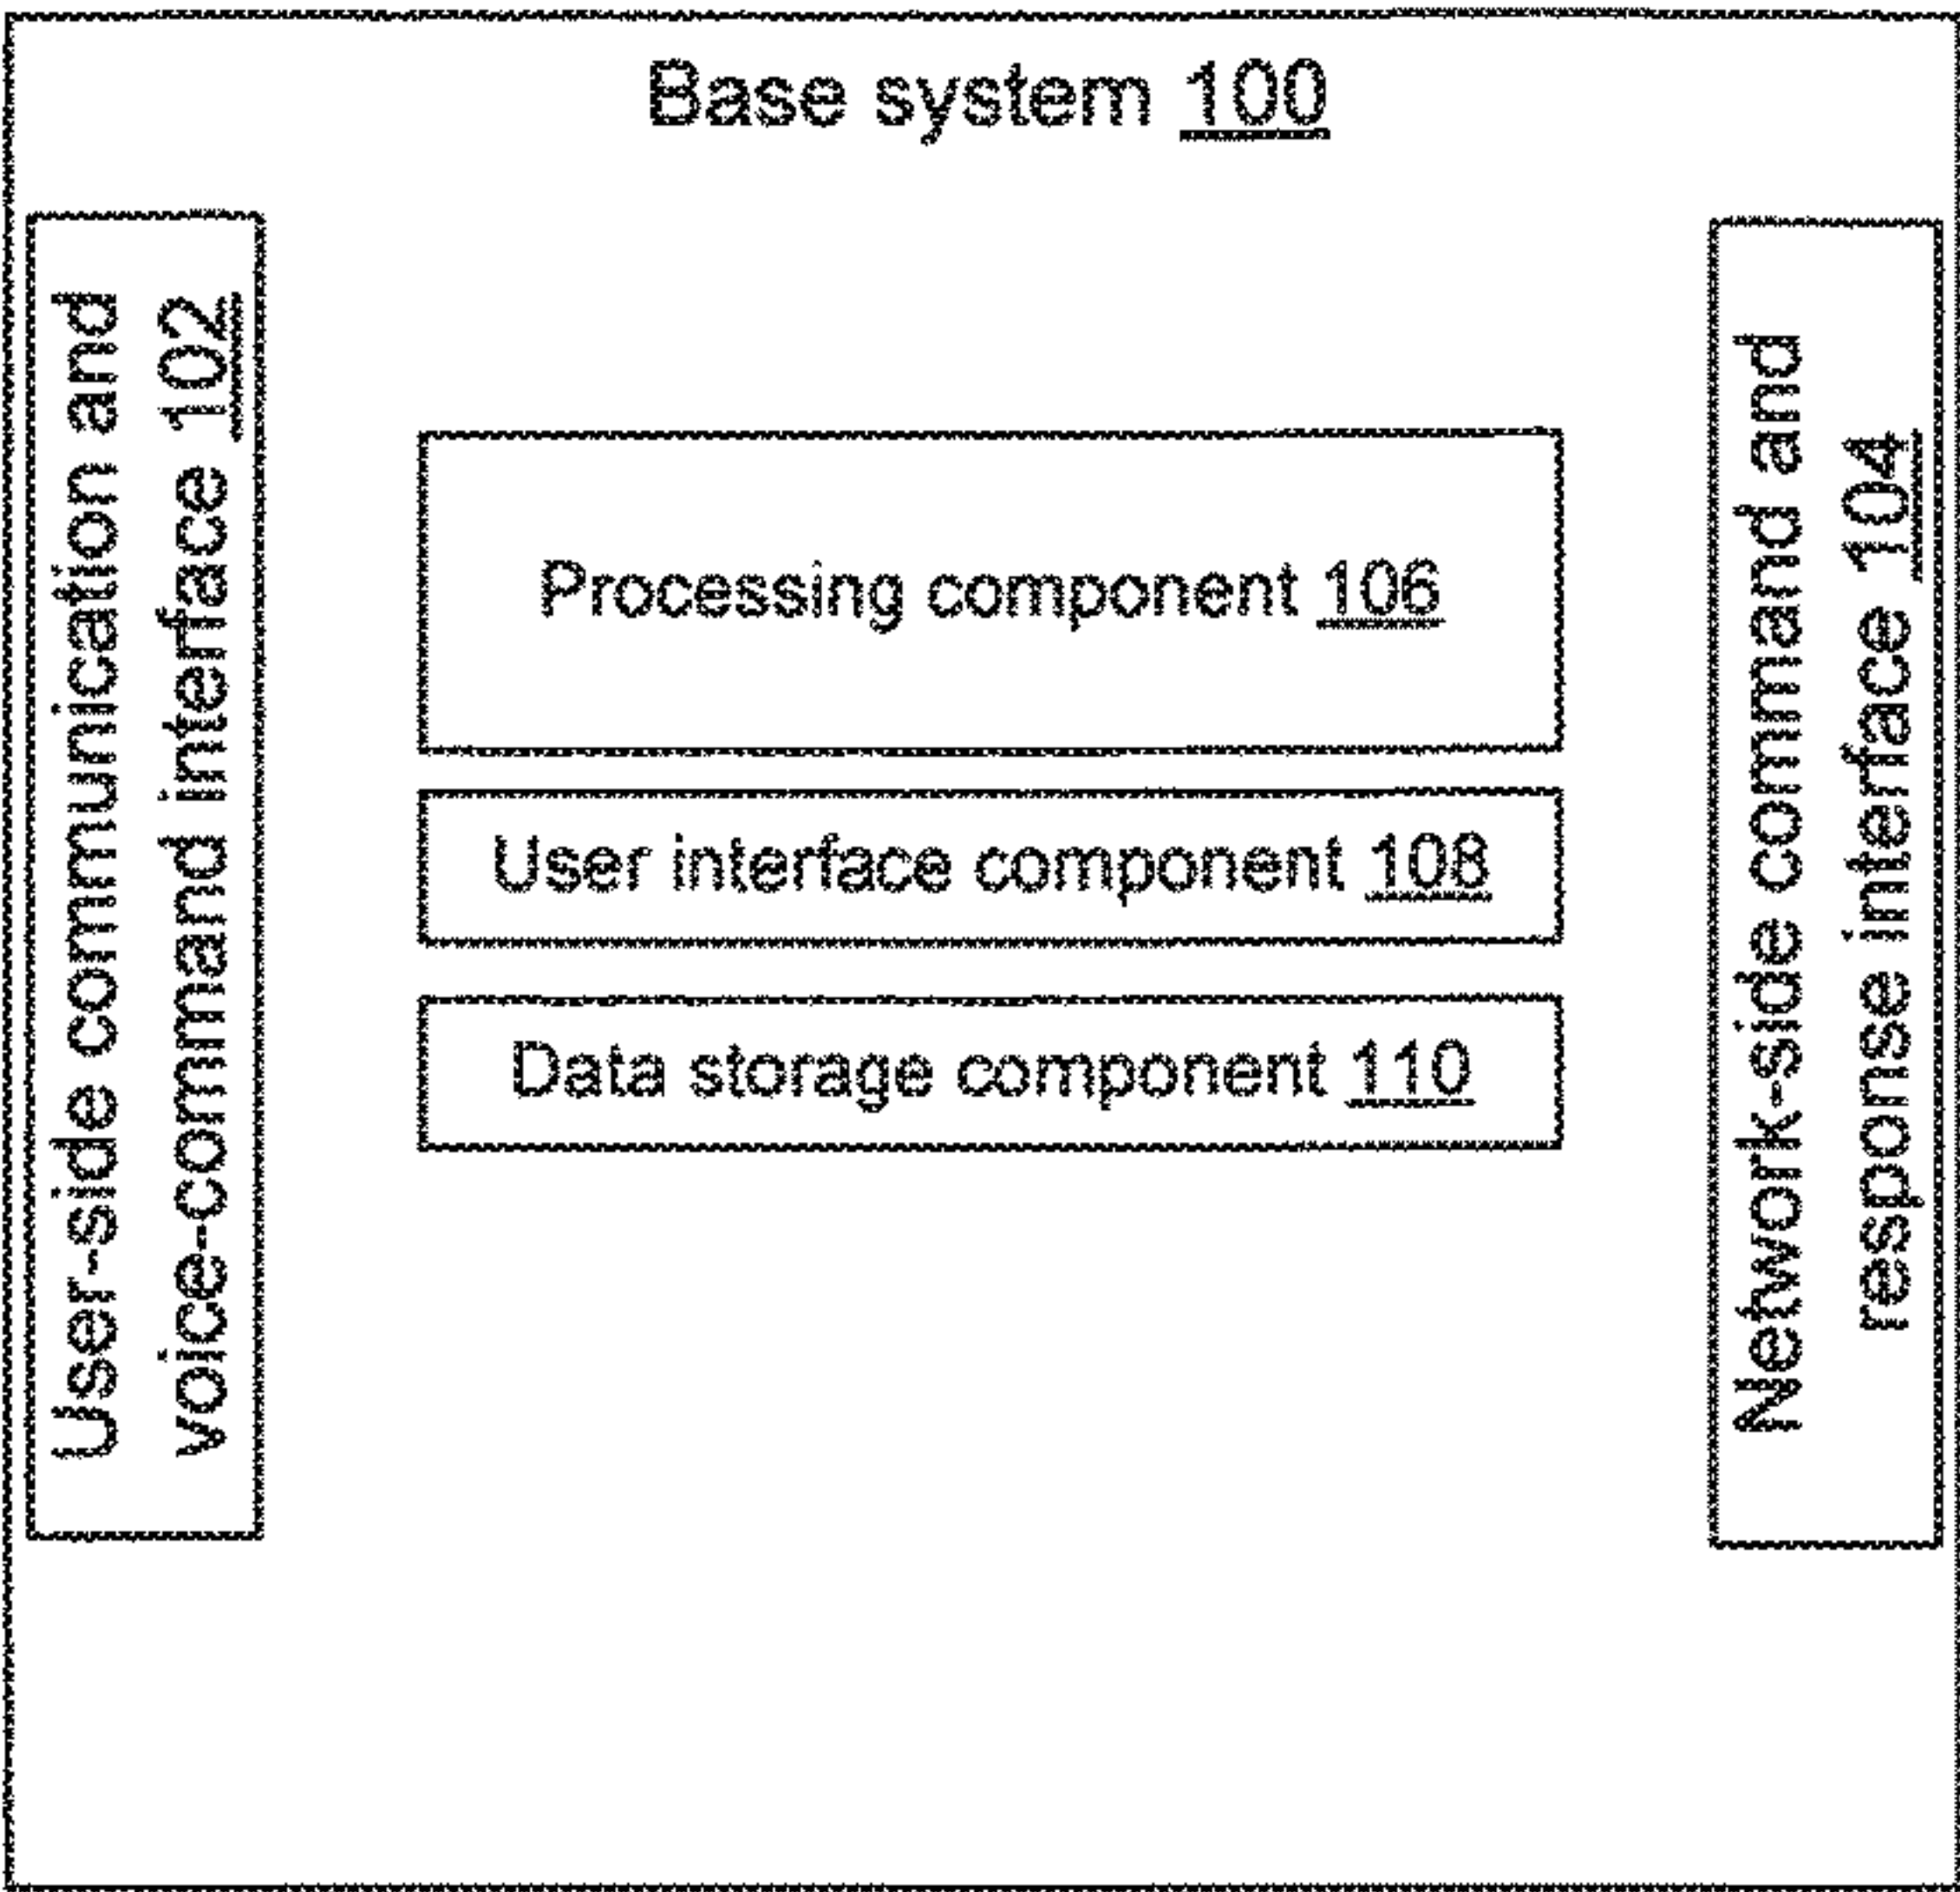 Base system 100
User-side communication and
voice-command interface 102
Processing component 106
User interface component 108
Data storage component 110
Network-side command and
response interface 104